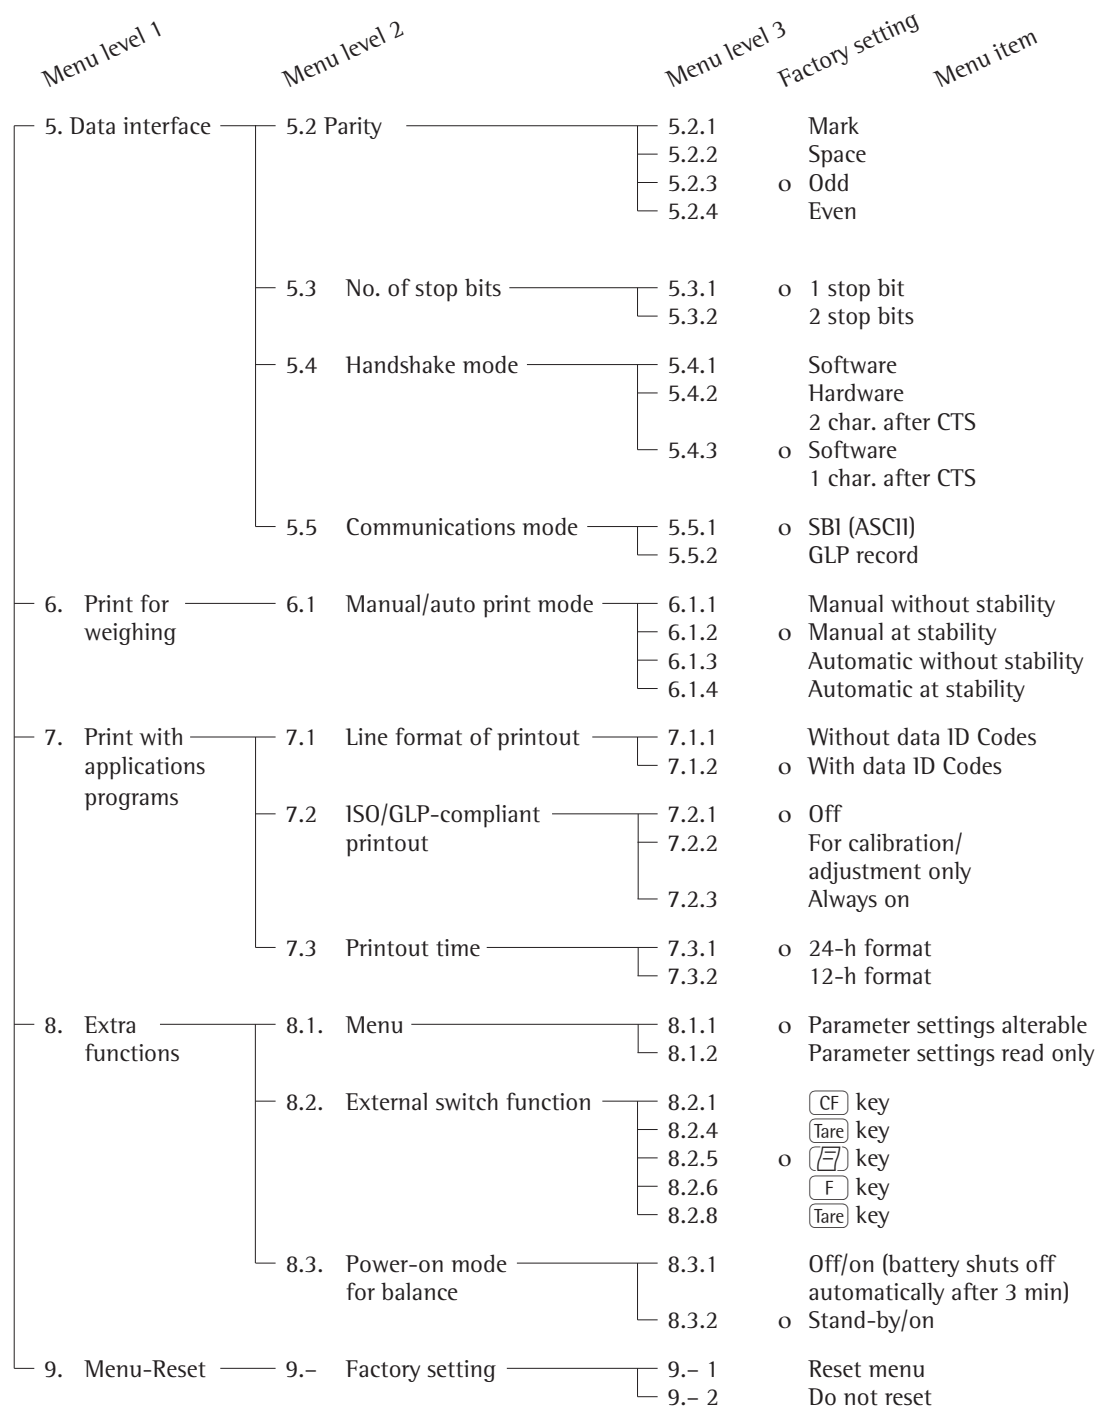 Menu level 1 Menu level 2 Menu level 3 Factory setting Menu item
5. Data interface 5.2 Parity 5.2.1 Mark
5.2.2 Space
5.2.3 o Odd
5.2.4 Even
5.3 No. of stop bits 5.3.1 o 1 stop bit
5.3.2 2 stop bits
5.4 Handshake mode 5.4.1 Software
5.4.2 Hardware
2 char. after CTS
5.4.3 o Software
1 char. after CTS
5.5 Communications mode 5.5.1 o SBI (ASCII)
5.5.2 GLP record
6. Print for 6.1 Manual/auto print mode 6.1.1 Manual without stability
weighing 6.1.2 o Manual at stability
6.1.3 Automatic without stability
6.1.4 Automatic at stability
7. Print with 7.1 Line format of printout 7.1.1 Without data ID Codes
applications 7.1.2 o With data ID Codes
programs
7.2 ISO/GLP-compliant 7.2.1 o Off
printout 7.2.2 For calibration/
adjustment only
7.2.3 Always on
7.3 Printout time 7.3.1 o 24-h format
7.3.2 12-h format
8. Extra 8.1. Menu 8.1.1 o Parameter settings alterable
functions 8.1.2 Parameter settings read only
8.2. External switch function 8.2.1 CF key
8.2.4 Tare key
8.2.5 o key
8.2.6 F key
8.2.8 Tare key
8.3. Power-on mode 8.3.1 Off/on (battery shuts off
for balance automatically after 3 min)
8.3.2 o Stand-by/on
9. Menu-Reset 9.– Factory setting 9.– 1 Reset menu
9.– 2 Do not reset